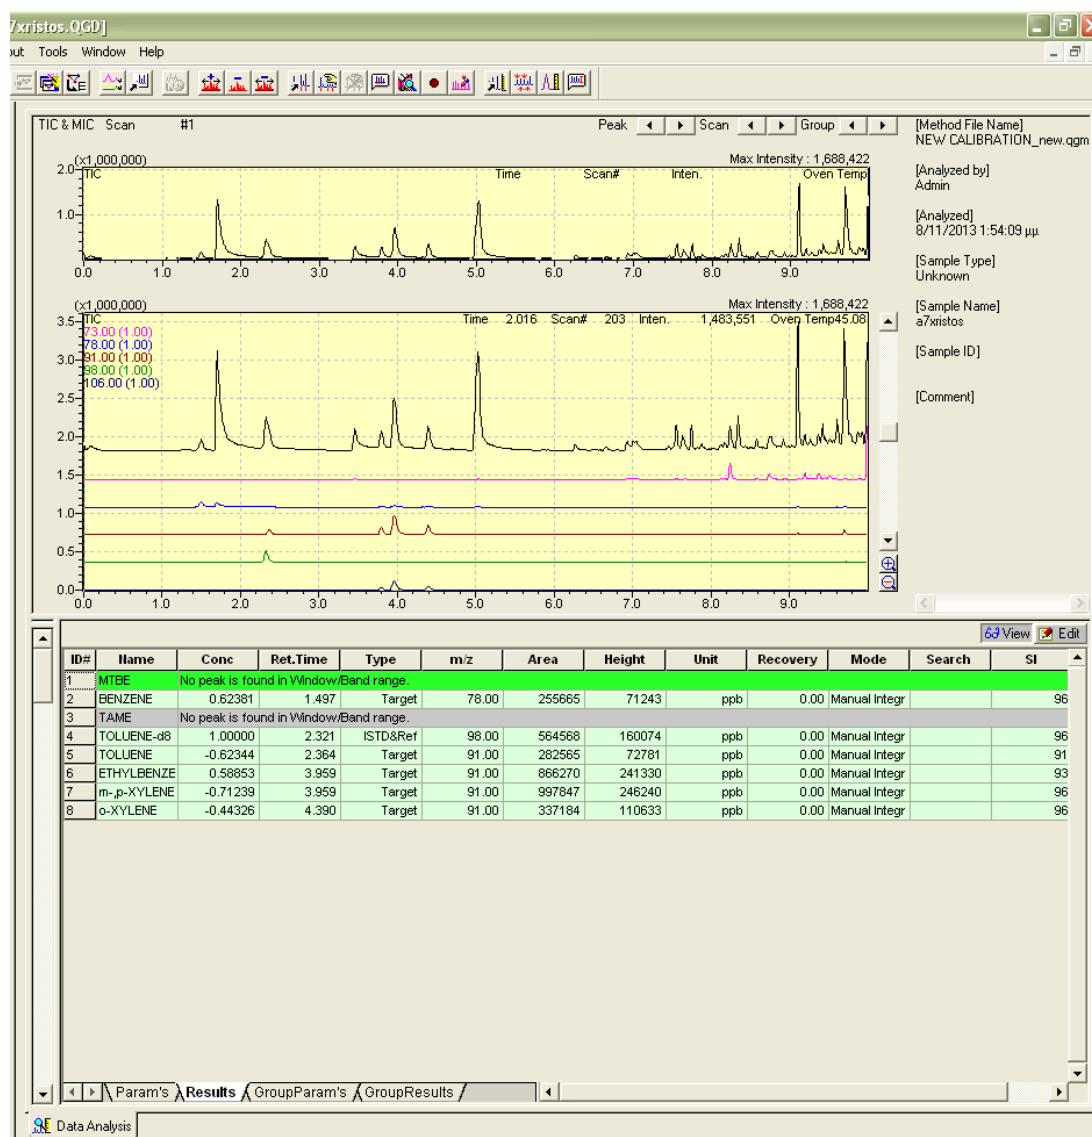 7xristos.QGD]
out Tools Window Help
TIC & MIC Scan #1 Peak Scan Group
(x1,000,000) Max Intensity : 1,688,422
TIC Time Scan# Inten. Oven Temp
2.0
1.0
0.0 1.0 2.0 3.0 4.0 5.0 6.0 7.0 8.0 9.0
(x1,000,000) Max Intensity : 1,688,422
TIC Time 2.016 Scan# 203 Inten. 1,483,551 Oven Temp45.08
73.00 (1.00)
78.00 (1.00)
91.00 (1.00)
98.00 (1.00)
106.00 (1.00)
3.5
3.0
2.5
2.0
1.5
1.0
0.5
0.0
0.0 1.0 2.0 3.0 4.0 5.0 6.0 7.0 8.0 9.0
[Method File Name]
NEW CALIBRATION_new.qgm
[Analyzed by]
Admin
[Analyzed]
8/11/2013 1:54:09 μμ
[Sample Type]
Unknown
[Sample Name]
a7xristos
[Sample ID]
[Comment]
View Edit
ID# Name Conc Ret.Time Type m/z Area Height Unit Recovery Mode Search SI
1 MTBE No peak is found in Window/Band range.
2 BENZENE 0.62381 1.497 Target 78.00 255665 71243 ppb 0.00 Manual Integr 96
3 TAME No peak is found in Window/Band range.
4 TOLUENE-d8 1.00000 2.321 ISTD&Ref 98.00 564568 160074 ppb 0.00 Manual Integr 96
5 TOLUENE -0.62344 2.364 Target 91.00 282565 72781 ppb 0.00 Manual Integr 91
6 ETHYLBENZE 0.58853 3.959 Target 91.00 866270 241330 ppb 0.00 Manual Integr 93
7 m-,p-XYLENE -0.71239 3.959 Target 91.00 997847 246240 ppb 0.00 Manual Integr 96
8 o-XYLENE -0.44326 4.390 Target 91.00 337184 110633 ppb 0.00 Manual Integr 96
Param's Results GroupParam's GroupResults
Data Analysis